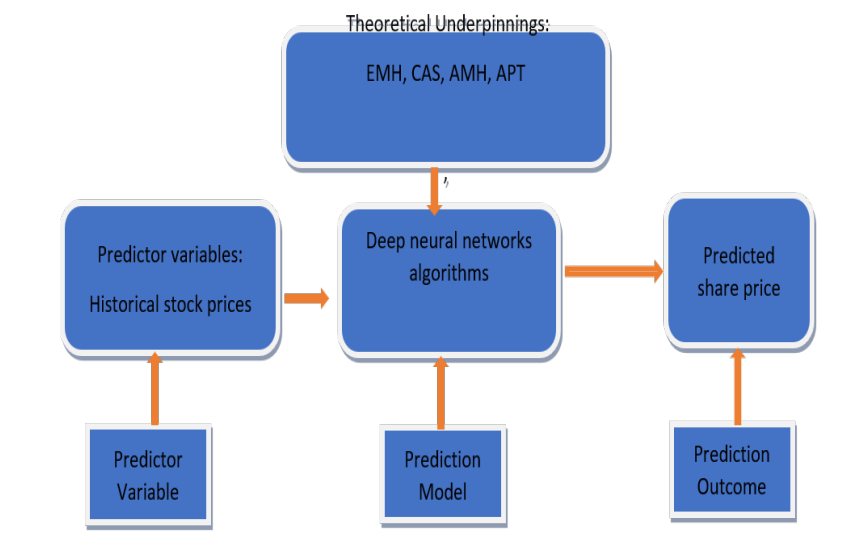 Theoretical Underpinnings:
EMH, CAS, AMH, APT
,
Predictor variables:
Historical stock prices
Deep neural networks
algorithms
Predicted
share price
Predictor
Variable
Prediction
Model
Prediction
Outcome